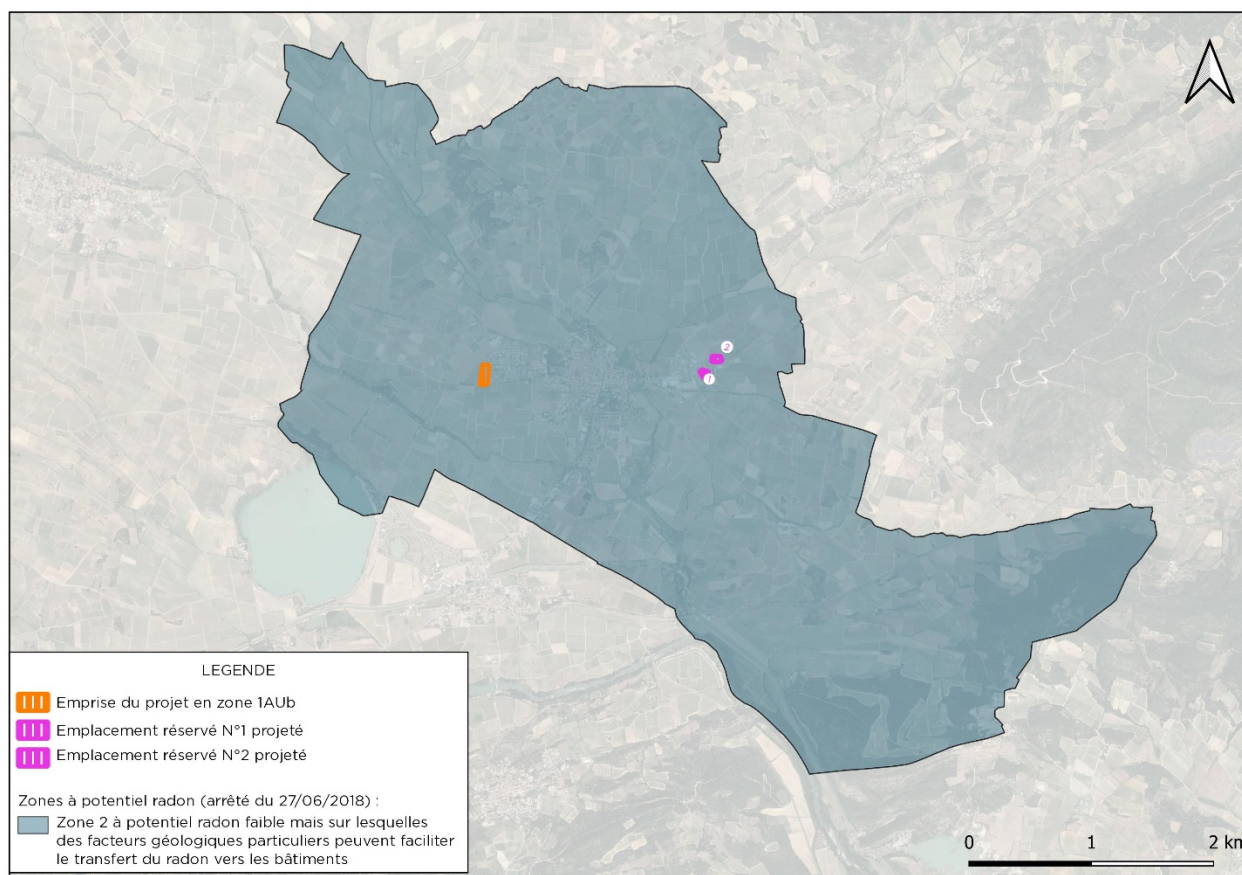 2
1
LEGENDE
Emprise du projet en zone 1AUb
Emplacement réservé N°1 projeté
Emplacement réservé N°2 projeté
Zones à potentiel radon (arrêté du 27/06/2018) :
Zone 2 à potentiel radon faible mais sur lesquelles
des facteurs géologiques particuliers peuvent faciliter
le transfert du radon vers les bâtiments
0 1 2 km